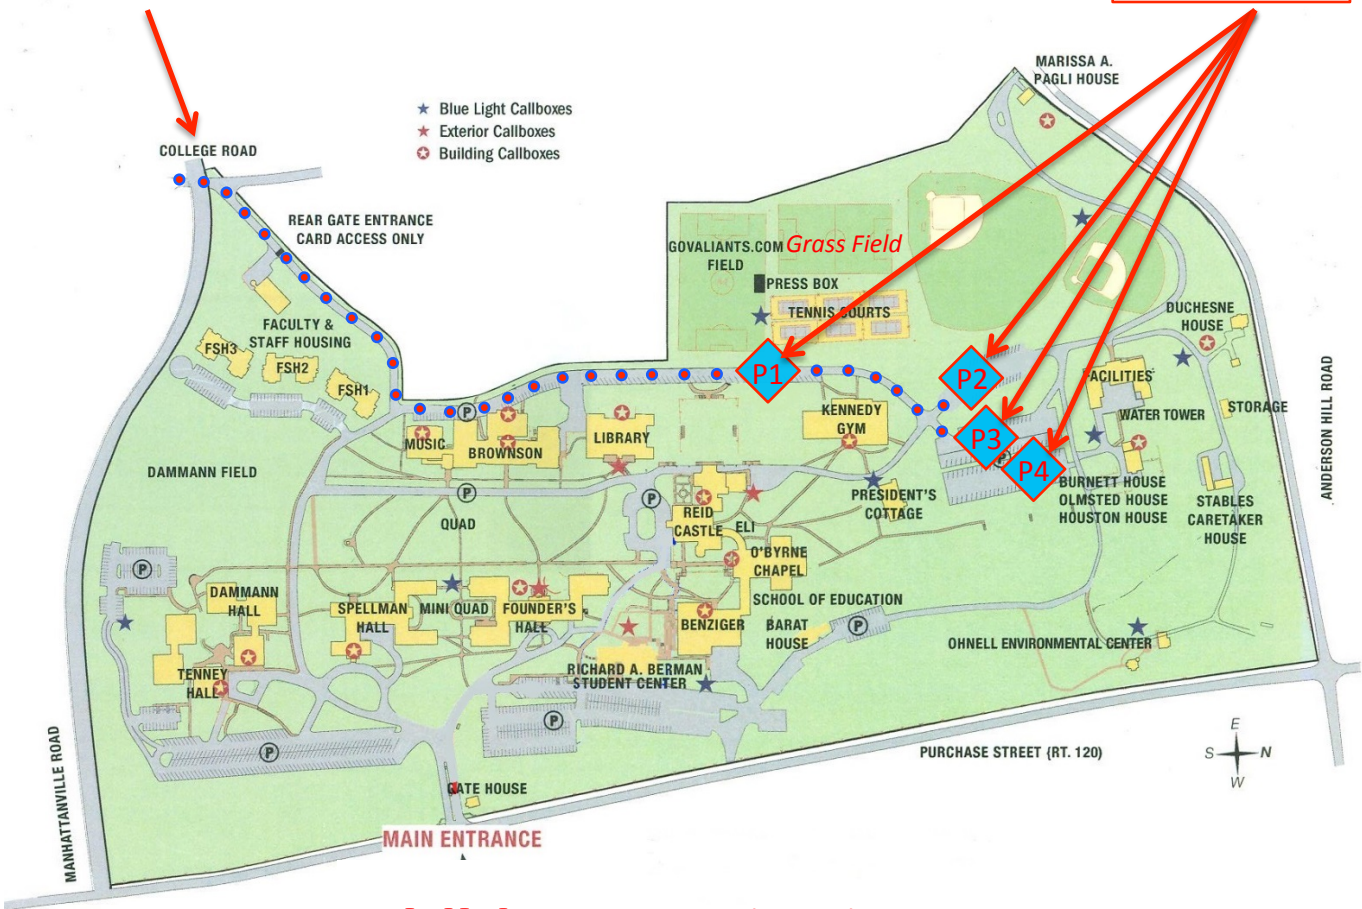 MARISSA A.
PAGLI HOUSE
Blue Light Callboxes
Exterior Callboxes
Building Callboxes
COLLEGE ROAD
REAR GATE ENTRANCE
CARD ACCESS ONLY
GOVALIANTS.COM
FIELD
Grass Field
PRESS BOX
TENNIS COURTS
DUCHESNE
HOUSE
FACULTY &
STAFF HOUSING
FSH3
FSH2
FSH1
P1
P2
P3
P4
P
FACILITIES
STORAGE
WATER TOWER
KENNEDY
GYM
P
MUSIC
BROWNSON
LIBRARY
ANDERSON HILL ROAD
DAMMANN FIELD
P
P
QUAD
REID
CASTLE
ELI
PRESIDENT'S
COTTAGE
BURNETT HOUSE
OLMSTED HOUSE
HOUSTON HOUSE
STABLES
CARETAKER
HOUSE
O'BYRNE
CHAPEL
P
DAMMANN
HALL
SPELLMAN
HALL
MINI QUAD
FOUNDER'S
HALL
BENZIGER
SCHOOL OF EDUCATION
BARAT
HOUSE
P
OHNELL ENVIRONMENTAL CENTER
TENNEY
HALL
RICHARD A. BERMAN
STUDENT CENTER
P
P
MANHATTANVILLE ROAD
PURCHASE STREET (RT. 120)
E
S
N
W
GATE HOUSE
MAIN ENTRANCE